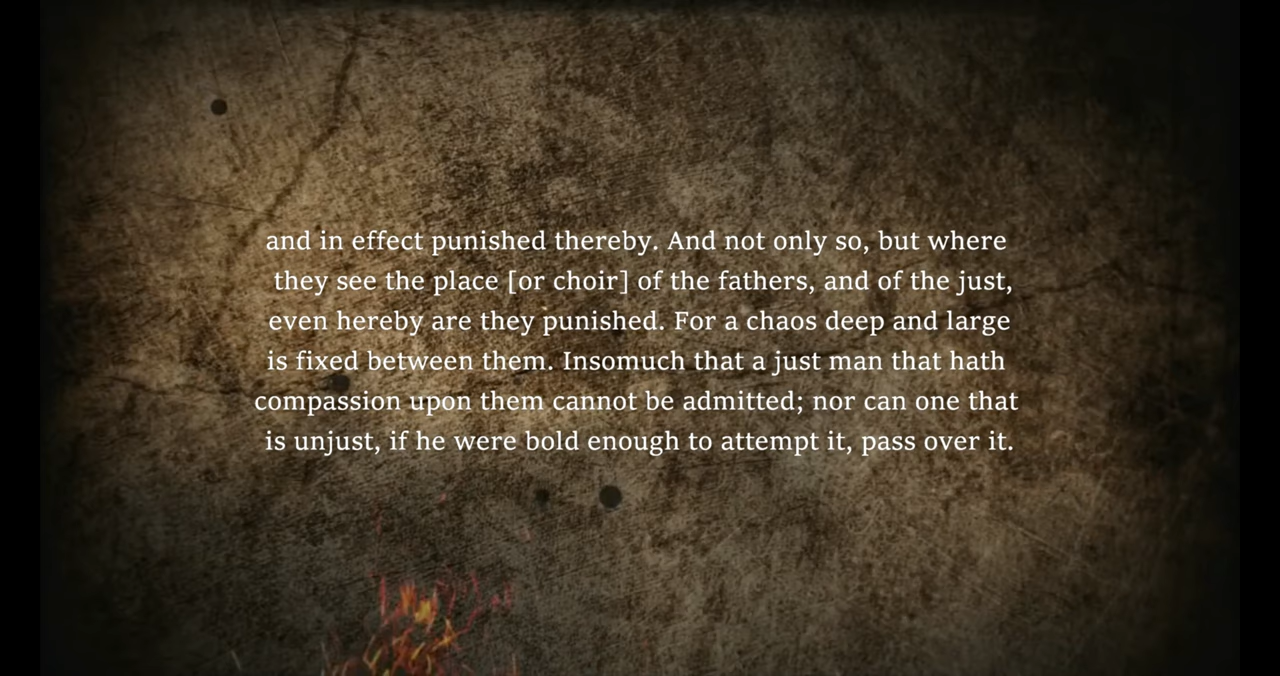 and in effect punished thereby. And not only so, but where
they see the place [or choir] of the fathers, and of the just,
even hereby are they punished. For a chaos deep and large
is fixed between them. Insomuch that a just man that hath
compassion upon them cannot be admitted; nor can one that
is unjust, if he were bold enough to attempt it, pass over it.